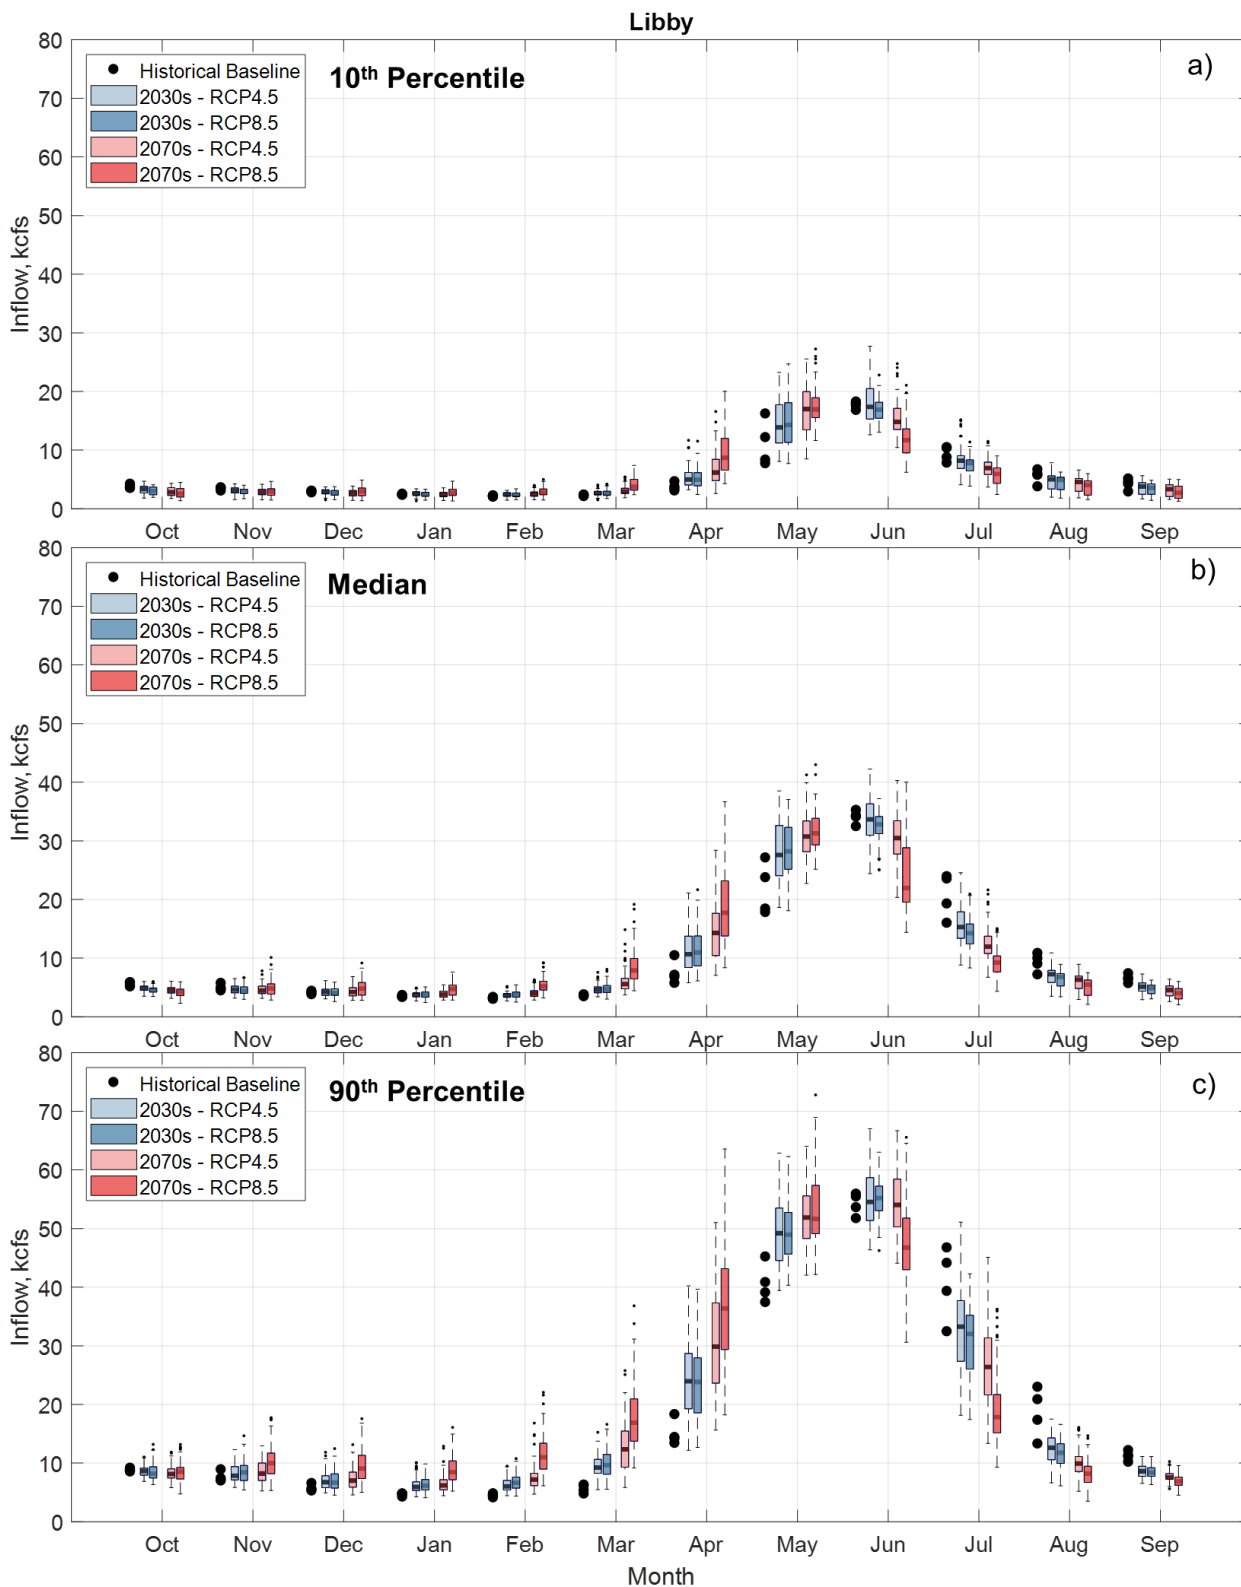 Libby
80
70
60
50
40
30
20
10
0
Inflow, kcfs
Historical Baseline
2030s - RCP4.5
2030s - RCP8.5
2070s - RCP4.5
2070s - RCP8.5
10th Percentile
a)
Oct Nov Dec Jan Feb Mar Apr May Jun Jul Aug Sep
80
70
60
50
40
30
20
10
0
Inflow, kcfs
Historical Baseline
2030s - RCP4.5
2030s - RCP8.5
2070s - RCP4.5
2070s - RCP8.5
Median
b)
Oct Nov Dec Jan Feb Mar Apr May Jun Jul Aug Sep
80
70
60
50
40
30
20
10
0
Inflow, kcfs
Historical Baseline
2030s - RCP4.5
2030s - RCP8.5
2070s - RCP4.5
2070s - RCP8.5
90th Percentile
c)
Oct Nov Dec Jan Feb Mar Apr May Jun Jul Aug Sep
Month